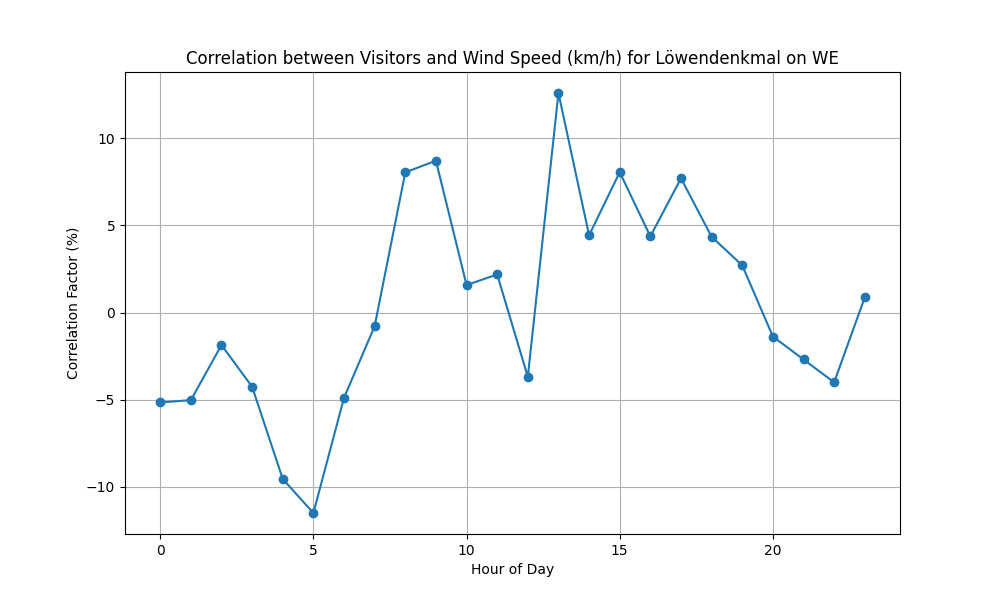 Correlation between Visitors and Wind Speed (km/h) for Löwendenkmal on WE
Correlation Factor (%)
10
5
0
−5
−10
0 5 10 15 20
Hour of Day